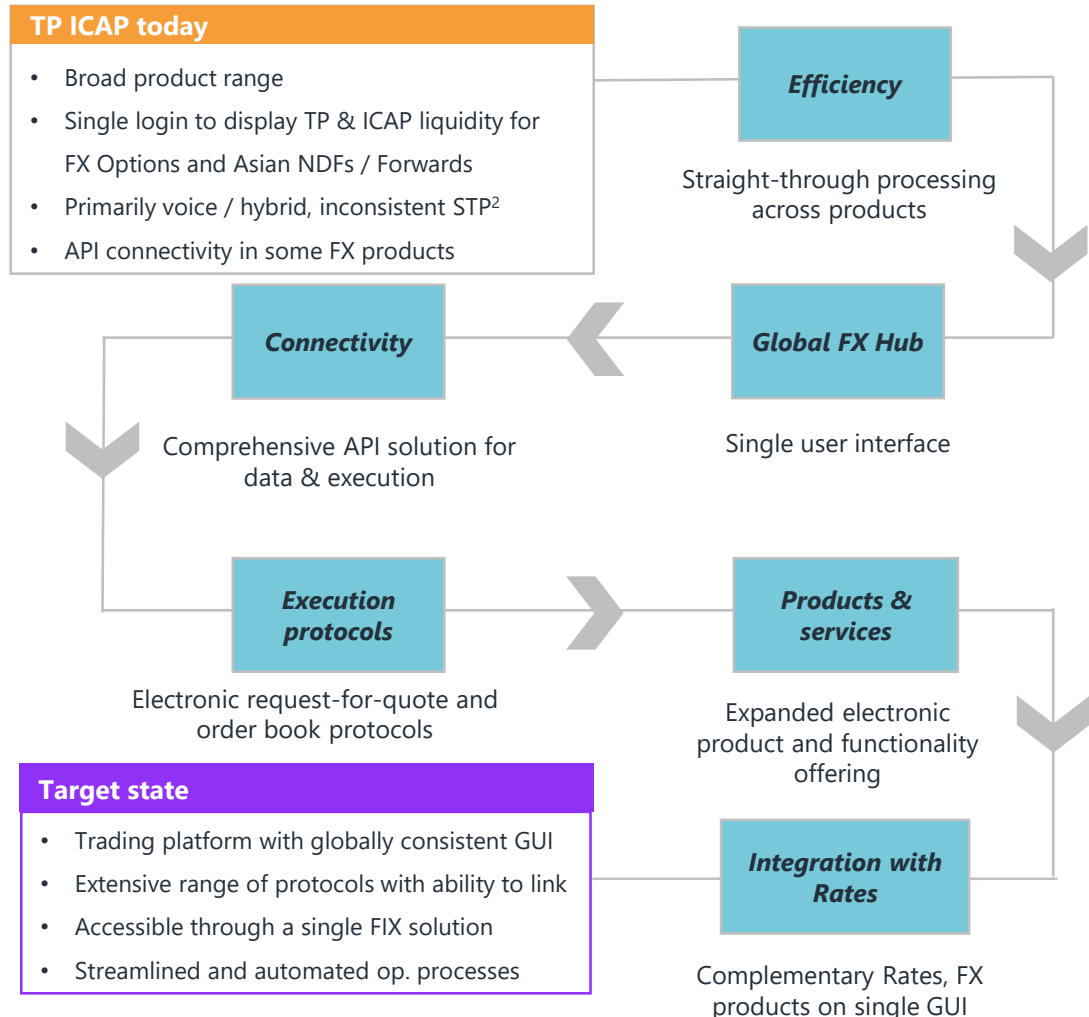 TP ICAP today
• Broad product range
• Single login to display TP & ICAP liquidity for
FX Options and Asian NDFs / Forwards
• Primarily voice / hybrid, inconsistent STP²
• API connectivity in some FX products
Efficiency
Straight-through processing
across products
Global FX Hub
Single user interface
Connectivity
Comprehensive API solution for
data & execution
Execution
protocols
Electronic request-for-quote and
order book protocols
Products &
services
Expanded electronic
product and functionality
offering
Integration with
Rates
Complementary Rates, FX
products on single GUI
Target state
• Trading platform with globally consistent GUI
• Extensive range of protocols with ability to link
• Accessible through a single FIX solution
• Streamlined and automated op. processes